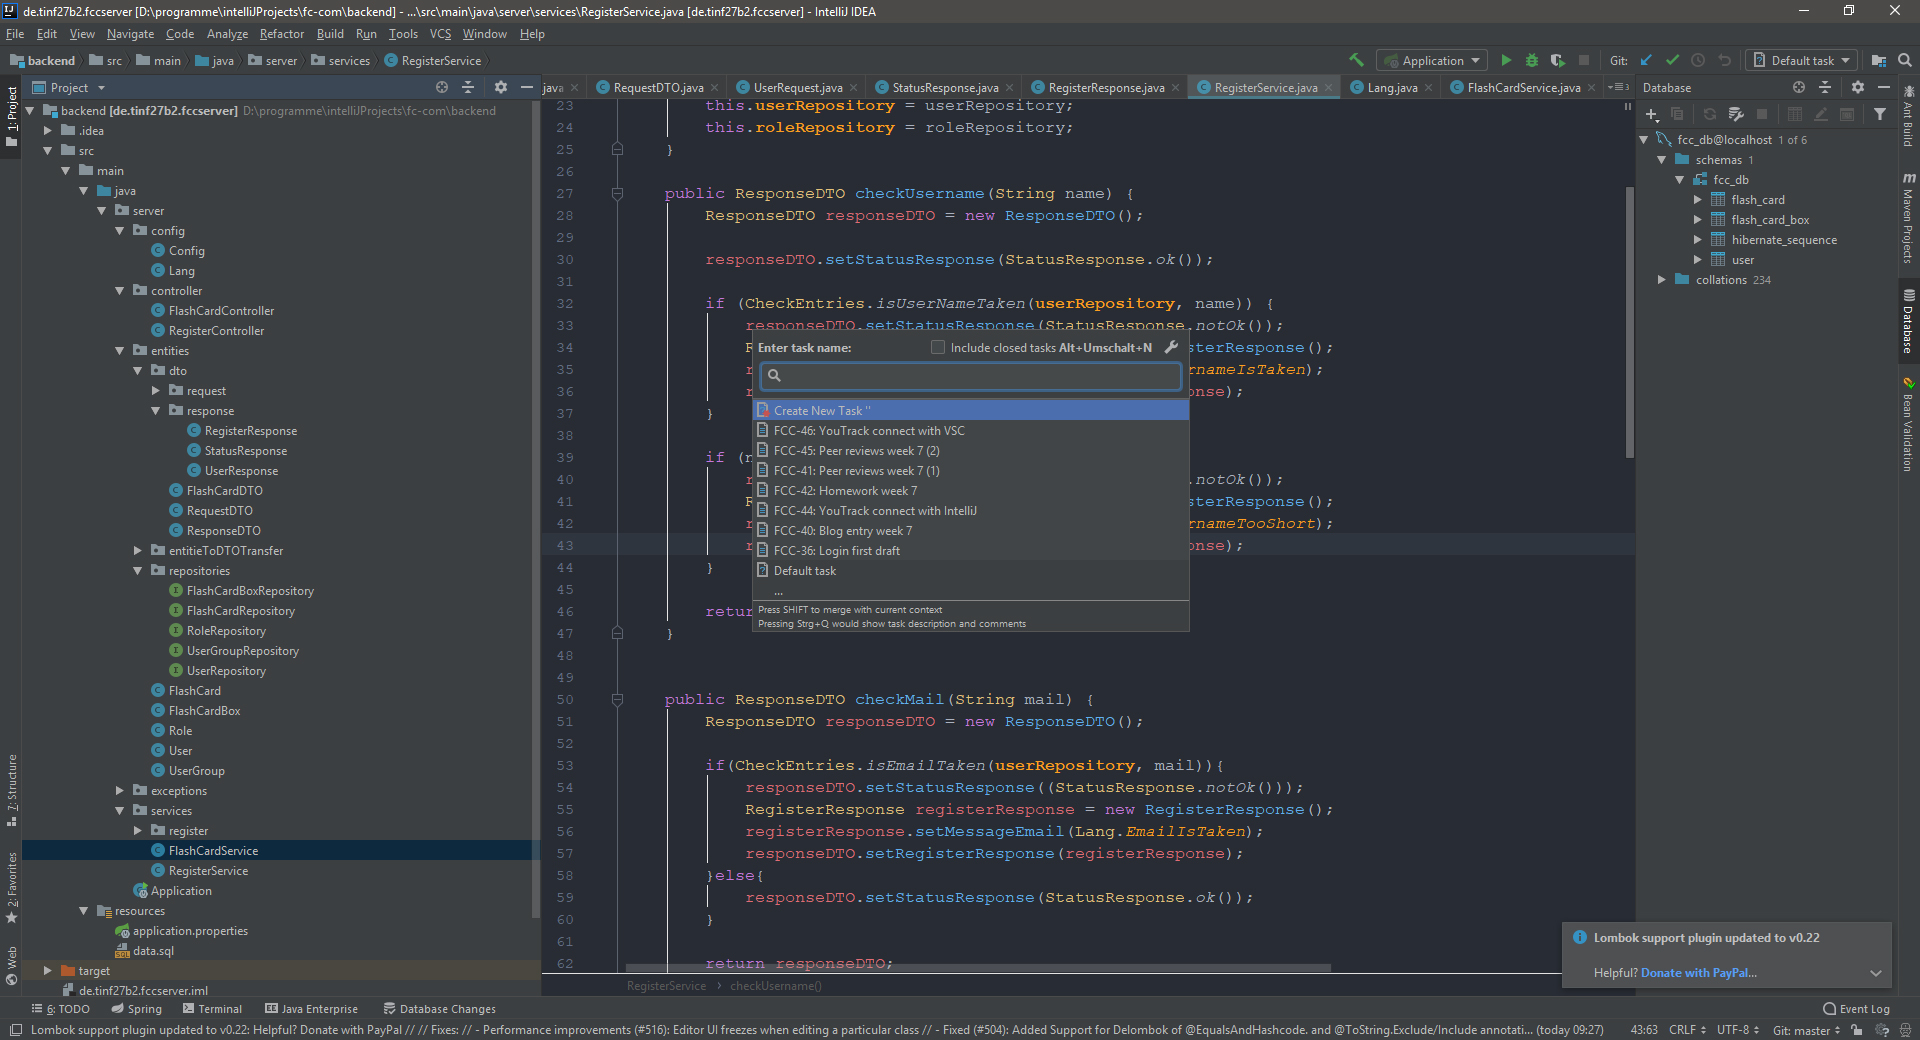 de.tinf27b2.fccserver [D:\programme\intelliJProjects\fc-com\backend] - ...\src\main\java\server\services\RegisterService.java [de.tinf27b2.fccserver] - IntelliJ IDEA
File Edit View Navigate Code Analyze Refactor Build Run Tools VCS Window Help
backend src main java server services RegisterService
Application Git: Default task
Project
java RequestDTO.java UserRequest.java StatusResponse.java RegisterResponse.java RegisterService.java Lang.java FlashCardService.java
Database
1: Project
7: Structure
2: Favorites
Web
backend [de.tinf27b2.fccserver] D:\programme\intelliJProjects\fc-com\backend
.idea
src
main
java
server
config
Config
Lang
controller
FlashCardController
RegisterController
entities
dto
request
response
RegisterResponse
StatusResponse
UserResponse
FlashCardDTO
RequestDTO
ResponseDTO
entitieToDTOTransfer
repositories
FlashCardBoxRepository
FlashCardRepository
RoleRepository
UserGroupRepository
UserRepository
FlashCard
FlashCardBox
Role
User
UserGroup
exceptions
services
register
FlashCardService
RegisterService
Application
resources
application.properties
data.sql
target
de.tinf27b2.fccserver.iml
23 this.userRepository = userRepository;
24 this.roleRepository = roleRepository;
25 }
26
27 public ResponseDTO checkUsername(String name) {
28 ResponseDTO responseDTO = new ResponseDTO();
29
30 responseDTO.setStatusResponse(StatusResponse.ok());
31
32 if (CheckEntries.isUserNameTaken(userRepository, name)) {
33 responseDTO.setStatusResponse(StatusResponse.notOk());
34 R sterResponse();
35 r rnameIsTaken);
36 r onse);
37 }
38
39 if (n
40 r .notOk());
41 R sterResponse();
42 r rnameTooShort);
43 r onse);
44 }
45
46 retur
47 }
48
49
50 public ResponseDTO checkMail(String mail) {
51 ResponseDTO responseDTO = new ResponseDTO();
52
53 if(CheckEntries.isEmailTaken(userRepository, mail)){
54 responseDTO.setStatusResponse((StatusResponse.notOk()));
55 RegisterResponse registerResponse = new RegisterResponse();
56 registerResponse.setMessageEmail(Lang.EmailIsTaken);
57 responseDTO.setRegisterResponse(registerResponse);
58 }else{
59 responseDTO.setStatusResponse(StatusResponse.ok());
60 }
61
62 return responseDTO;
RegisterService › checkUsername()
Enter task name: Include closed tasks Alt+Umschalt+N
Create New Task ''
FCC-46: YouTrack connect with VSC
FCC-45: Peer reviews week 7 (2)
FCC-41: Peer reviews week 7 (1)
FCC-42: Homework week 7
FCC-44: YouTrack connect with IntelliJ
FCC-40: Blog entry week 7
FCC-36: Login first draft
Default task
...
Press SHIFT to merge with current context
Pressing Strg+Q would show task description and comments
fcc_db@localhost 1 of 6
schemas 1
fcc_db
flash_card
flash_card_box
hibernate_sequence
user
collations 234
Ant Build
Maven Projects
Database
Bean Validation
Lombok support plugin updated to v0.22
Helpful? Donate with PayPal...
6: TODO Spring Terminal Java Enterprise Database Changes Event Log
Lombok support plugin updated to v0.22: Helpful? Donate with PayPal // // Fixes: // - Performance improvements (#516): Editor UI freezes when editing a particular class // - Fixed (#504): Added Support for Delombok of @EqualsAndHashcode. and @ToString.Exclude/Include annotati... (today 09:27) 43:63 CRLF UTF-8 Git: master